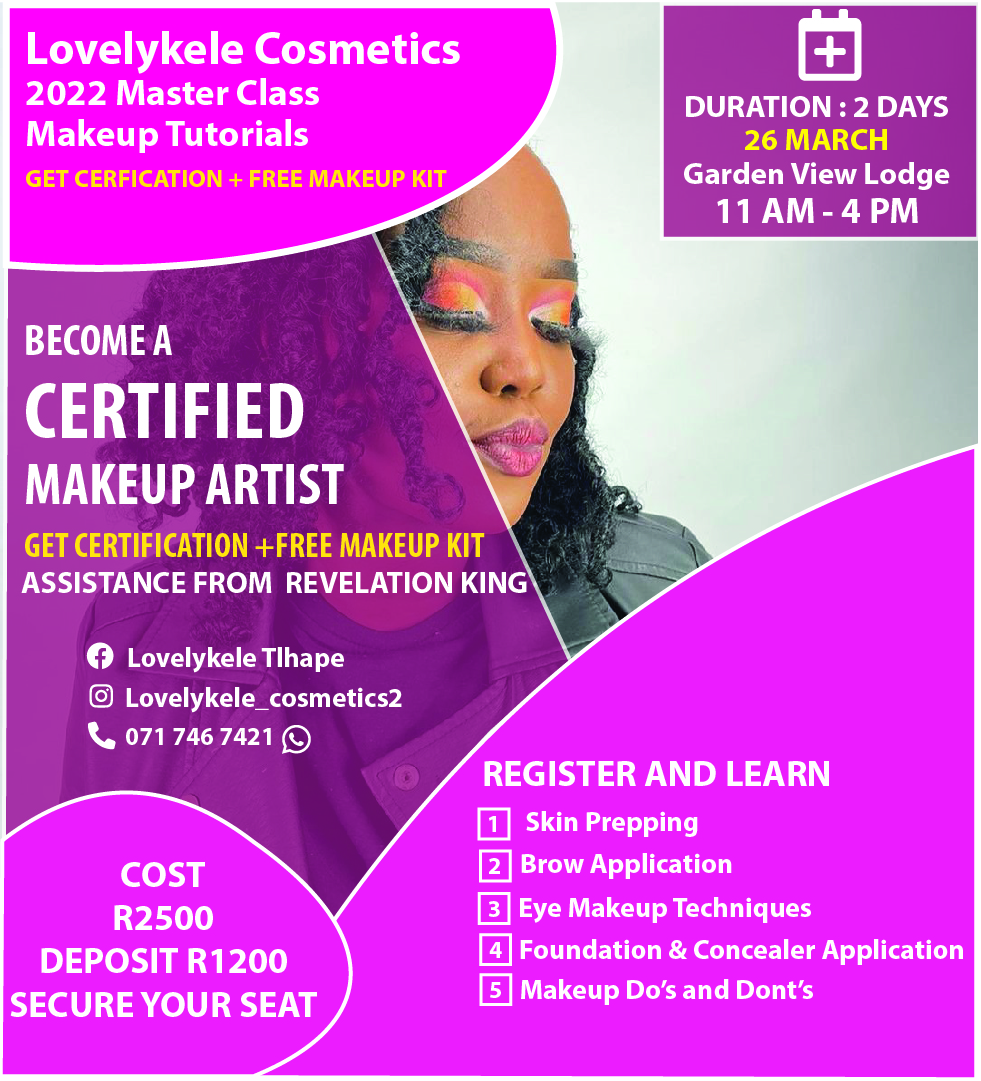 Lovelykele Cosmetics
2022 Master Class
Makeup Tutorials
GET CERFICATION + FREE MAKEUP KIT
DURATION : 2 DAYS
26 MARCH
Garden View Lodge
11 AM - 4 PM
BECOME A
CERTIFIED
MAKEUP ARTIST
GET CERTIFICATION +FREE MAKEUP KIT
ASSISTANCE FROM REVELATION KING
Lovelykele Tlhape
Lovelykele_cosmetics2
071 746 7421
COST
R2500
DEPOSIT R1200
SECURE YOUR SEAT
REGISTER AND LEARN
1 Skin Prepping
2 Brow Application
3 Eye Makeup Techniques
4 Foundation & Concealer Application
5 Makeup Do's and Dont's